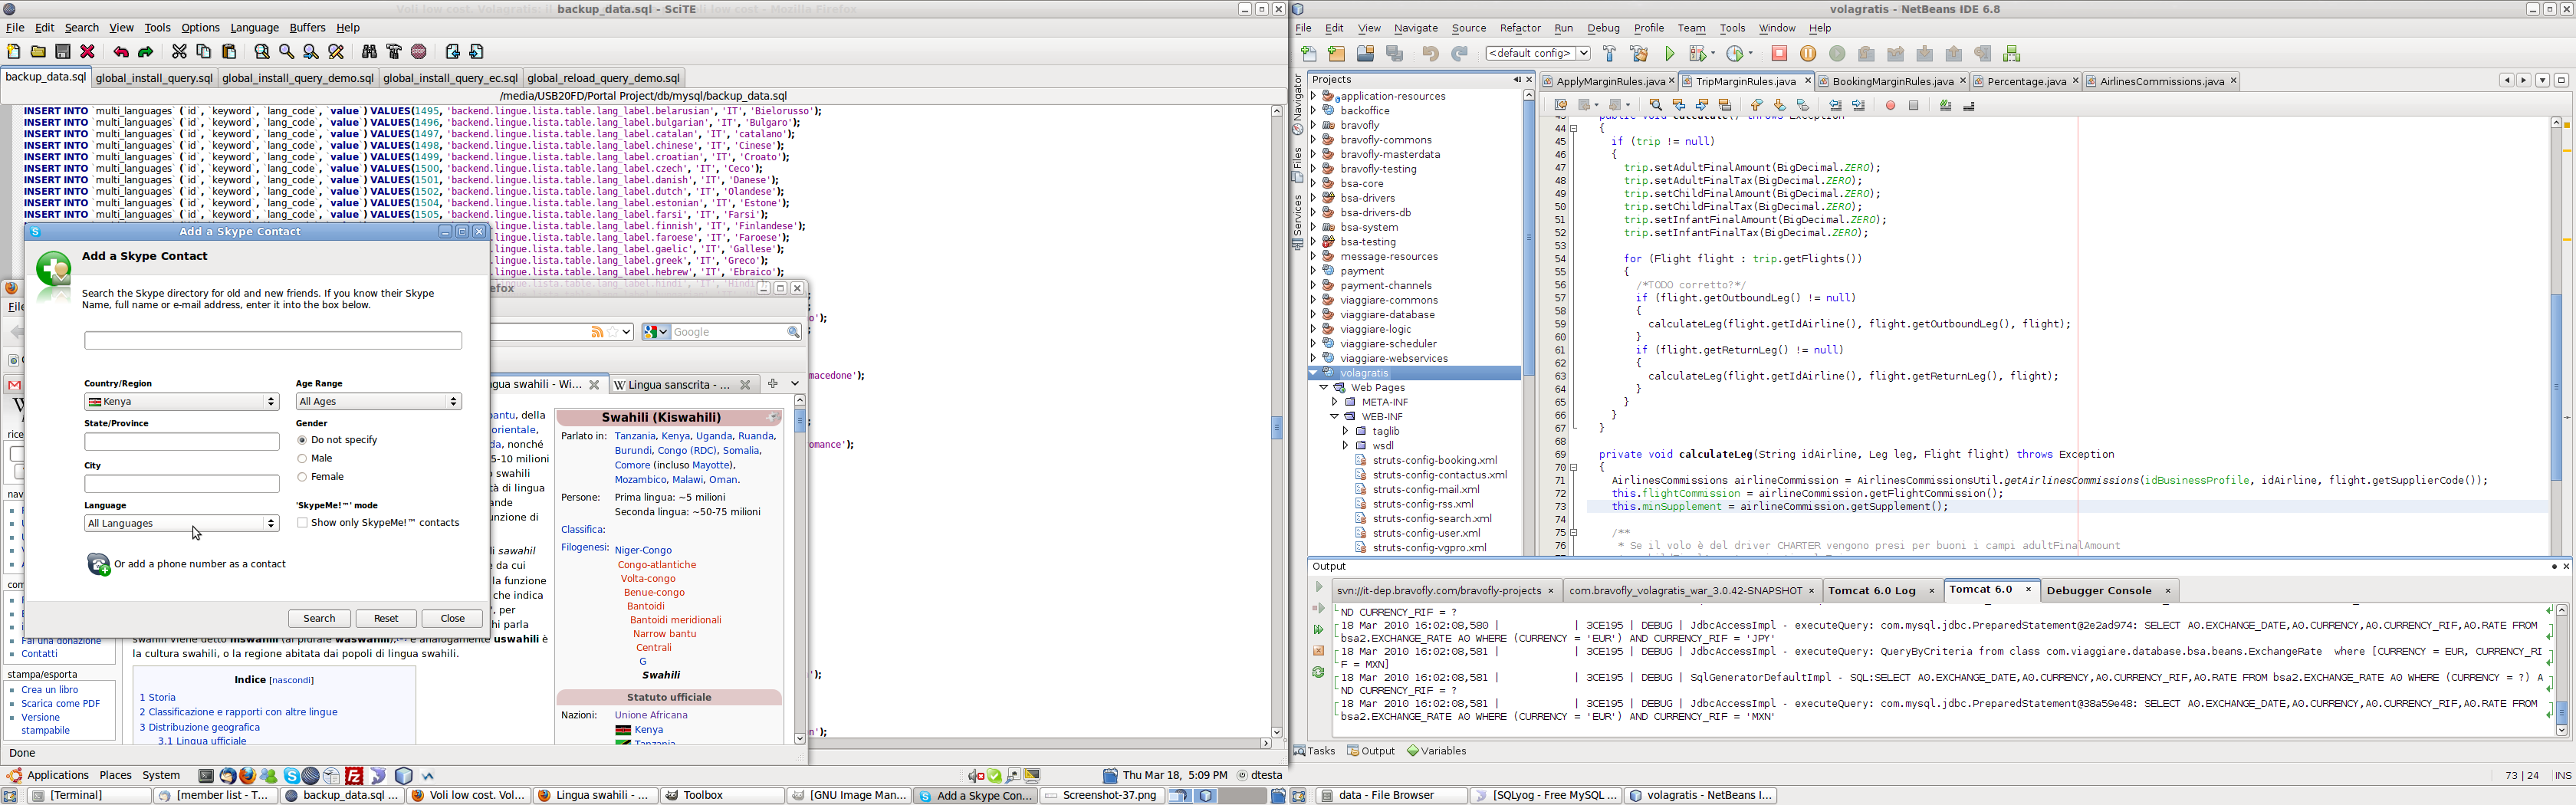 backup_data.sql - SciTE
File Edit Search View Tools Options Language Buffers Help
backup_data.sql global_install_query.sql global_install_query_demo.sql global_install_query_ec.sql global_reload_query_demo.sql
/media/USB20FD/Portal Project/db/mysql/backup_data.sql
INSERT INTO `multi_languages` (`id`, `keyword`, `lang_code`, `value`) VALUES(1495, 'backend.lingue.lista.table.lang_label.belarusian', 'IT', 'Bielorusso');
INSERT INTO `multi_languages` (`id`, `keyword`, `lang_code`, `value`) VALUES(1496, 'backend.lingue.lista.table.lang_label.bulgarian', 'IT', 'Bulgaro');
INSERT INTO `multi_languages` (`id`, `keyword`, `lang_code`, `value`) VALUES(1497, 'backend.lingue.lista.table.lang_label.catalan', 'IT', 'catalano');
INSERT INTO `multi_languages` (`id`, `keyword`, `lang_code`, `value`) VALUES(1498, 'backend.lingue.lista.table.lang_label.chinese', 'IT', 'Cinese');
INSERT INTO `multi_languages` (`id`, `keyword`, `lang_code`, `value`) VALUES(1499, 'backend.lingue.lista.table.lang_label.croatian', 'IT', 'Croato');
INSERT INTO `multi_languages` (`id`, `keyword`, `lang_code`, `value`) VALUES(1500, 'backend.lingue.lista.table.lang_label.czech', 'IT', 'Ceco');
INSERT INTO `multi_languages` (`id`, `keyword`, `lang_code`, `value`) VALUES(1501, 'backend.lingue.lista.table.lang_label.danish', 'IT', 'Danese');
INSERT INTO `multi_languages` (`id`, `keyword`, `lang_code`, `value`) VALUES(1502, 'backend.lingue.lista.table.lang_label.dutch', 'IT', 'Olandese');
INSERT INTO `multi_languages` (`id`, `keyword`, `lang_code`, `value`) VALUES(1504, 'backend.lingue.lista.table.lang_label.estonian', 'IT', 'Estone');
INSERT INTO `multi_languages` (`id`, `keyword`, `lang_code`, `value`) VALUES(1505, 'backend.lingue.lista.table.lang_label.farsi', 'IT', 'Farsi');
.lingue.lista.table.lang_label.finnish', 'IT', 'Finlandese');
.lingue.lista.table.lang_label.faroese', 'IT', 'Faroese');
.lingue.lista.table.lang_label.gaelic', 'IT', 'Gallese');
.lingue.lista.table.lang_label.greek', 'IT', 'Greco');
.lingue.lista.table.lang_label.hebrew', 'IT', 'Ebraico');
macedone');
omance');
Add a Skype Contact
Add a Skype Contact
Search the Skype directory for old and new friends. If you know their Skype
Name, full name or e-mail address, enter it into the box below.
Country/Region Age Range
Kenya All Ages
State/Province Gender
Do not specify
Male
City
Female
Language 'SkypeMe!™' mode
All Languages Show only SkypeMe!™ contacts
Or add a phone number as a contact
Search Reset Close
efox
Google
gua swahili - Wi... Lingua sanscrita - ...
Swahili (Kiswahili)
Parlato in: Tanzania, Kenya, Uganda, Ruanda,
Burundi, Congo (RDC), Somalia,
Comore (incluso Mayotte),
Mozambico, Malawi, Oman.
Persone: Prima lingua: ~5 milioni
Seconda lingua: ~50-75 milioni
Classifica:
Filogenesi: Niger-Congo
Congo-atlantiche
Volta-congo
Benue-congo
Bantoidi
Bantoidi meridionali
Narrow bantu
Centrali
G
Swahili
Statuto ufficiale
Nazioni: Unione Africana
Kenya
Tanzania
bantu, della
orientale,
da, nonché
5-10 milioni
o swahili
tà di lingua
ande
unzione di
li sawahil
e da cui
la funzione
che indica
", per
hi parla
swahili viene detto mswahili (al plurale waswahili), e analogamente uswahili è
la cultura swahili, o la regione abitata dai popoli di lingua swahili.
Indice [nascondi]
1 Storia
2 Classificazione e rapporti con altre lingue
3 Distribuzione geografica
3.1 Lingua ufficiale
Fai una donazione
Contatti
stampa/esporta
Crea un libro
Scarica come PDF
Versione
stampabile
Done
Applications Places System Thu Mar 18, 5:09 PM dtesta
[Terminal] [member list - T... backup_data.sql ... Voli low cost. Vol... Lingua swahili - ... Toolbox [GNU Image Man... Add a Skype Con... Screenshot-37.png
volagratis - NetBeans IDE 6.8
File Edit View Navigate Source Refactor Run Debug Profile Team Tools Window Help
<default config>
Navigator
Files
Services
Projects
application-resources
backoffice
bravofly
bravofly-commons
bravofly-masterdata
bravofly-testing
bsa-core
bsa-drivers
bsa-drivers-db
bsa-system
bsa-testing
message-resources
payment
payment-channels
viaggiare-commons
viaggiare-database
viaggiare-logic
viaggiare-scheduler
viaggiare-webservices
volagratis
Web Pages
META-INF
WEB-INF
taglib
wsdl
struts-config-booking.xml
struts-config-contactus.xml
struts-config-mail.xml
struts-config-rss.xml
struts-config-search.xml
struts-config-user.xml
struts-config-vgpro.xml
ApplyMarginRules.java TripMarginRules.java BookingMarginRules.java Percentage.java AirlinesCommissions.java
43 public void calculate() throws Exception
44 {
45 if (trip != null)
46 {
47 trip.setAdultFinalAmount(BigDecimal.ZERO);
48 trip.setAdultFinalTax(BigDecimal.ZERO);
49 trip.setChildFinalAmount(BigDecimal.ZERO);
50 trip.setChildFinalTax(BigDecimal.ZERO);
51 trip.setInfantFinalAmount(BigDecimal.ZERO);
52 trip.setInfantFinalTax(BigDecimal.ZERO);
53
54 for (Flight flight : trip.getFlights())
55 {
56 /*TODO corretto?*/
57 if (flight.getOutboundLeg() != null)
58 {
59 calculateLeg(flight.getIdAirline(), flight.getOutboundLeg(), flight);
60 }
61 if (flight.getReturnLeg() != null)
62 {
63 calculateLeg(flight.getIdAirline(), flight.getReturnLeg(), flight);
64 }
65 }
66 }
67 }
68
69 private void calculateLeg(String idAirline, Leg leg, Flight flight) throws Exception
70 {
71 AirlinesCommissions airlineCommission = AirlinesCommissionsUtil.getAirlinesCommissions(idBusinessProfile, idAirline, flight.getSupplierCode());
72 this.flightCommission = airlineCommission.getFlightCommission();
73 this.minSupplement = airlineCommission.getSupplement();
74
75 /**
76 * Se il volo è del driver CHARTER vengono presi per buoni i campi adultFinalAmount
Output
svn://it-dep.bravofly.com/bravofly-projects com.bravofly_volagratis_war_3.0.42-SNAPSHOT Tomcat 6.0 Log Tomcat 6.0 Debugger Console
ND CURRENCY_RIF = ?
18 Mar 2010 16:02:08,580 | | 3CE195 | DEBUG | JdbcAccessImpl - executeQuery: com.mysql.jdbc.PreparedStatement@2e2ad974: SELECT A0.EXCHANGE_DATE,A0.CURRENCY,A0.CURRENCY_RIF,A0.RATE FROM
bsa2.EXCHANGE_RATE A0 WHERE (CURRENCY = 'EUR') AND CURRENCY_RIF = 'JPY'
18 Mar 2010 16:02:08,581 | | 3CE195 | DEBUG | JdbcAccessImpl - executeQuery: QueryByCriteria from class com.viaggiare.database.bsa.beans.ExchangeRate where [CURRENCY = EUR, CURRENCY_RI
F = MXN]
18 Mar 2010 16:02:08,581 | | 3CE195 | DEBUG | SqlGeneratorDefaultImpl - SQL:SELECT A0.EXCHANGE_DATE,A0.CURRENCY,A0.CURRENCY_RIF,A0.RATE FROM bsa2.EXCHANGE_RATE A0 WHERE (CURRENCY = ?) A
ND CURRENCY_RIF = ?
18 Mar 2010 16:02:08,581 | | 3CE195 | DEBUG | JdbcAccessImpl - executeQuery: com.mysql.jdbc.PreparedStatement@38a59e48: SELECT A0.EXCHANGE_DATE,A0.CURRENCY,A0.CURRENCY_RIF,A0.RATE FROM
bsa2.EXCHANGE_RATE A0 WHERE (CURRENCY = 'EUR') AND CURRENCY_RIF = 'MXN'
Tasks Output Variables
73 | 24 INS
data - File Browser [SQLyog - Free MySQL ... volagratis - NetBeans I...